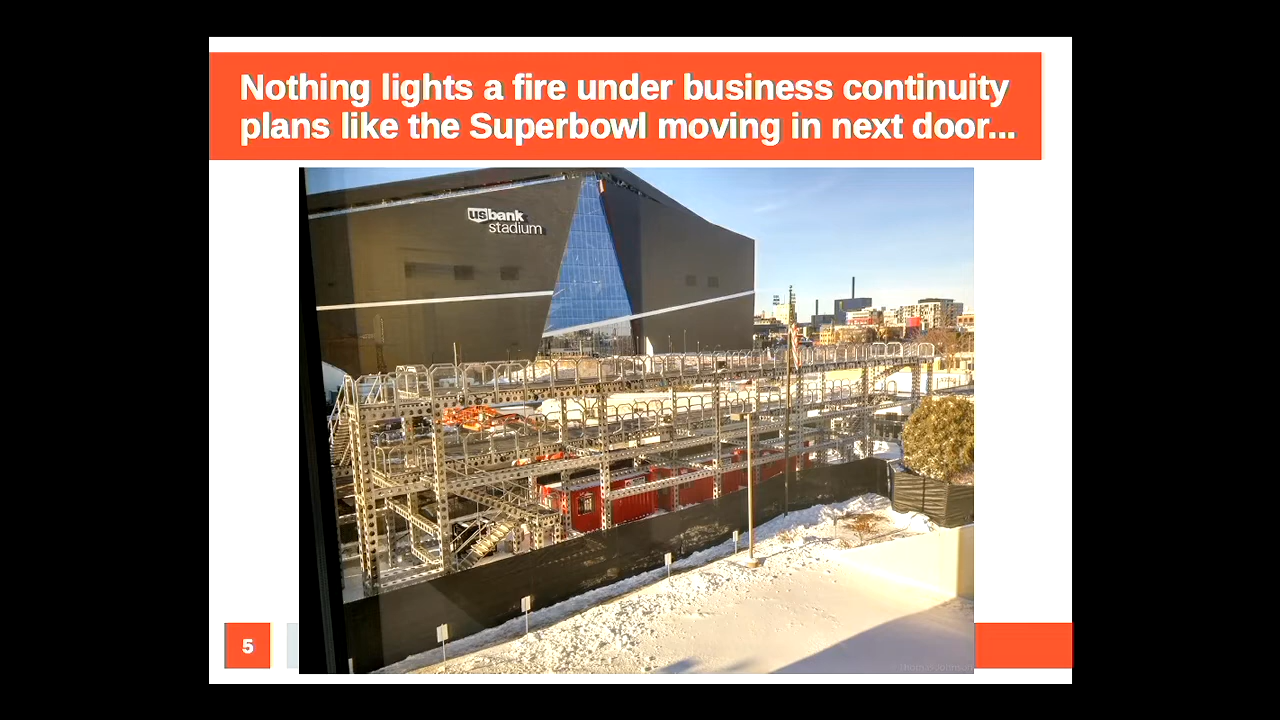 Nothing lights a fire under business continuity
plans like the Superbowl moving in next door...
usbank
stadium
5